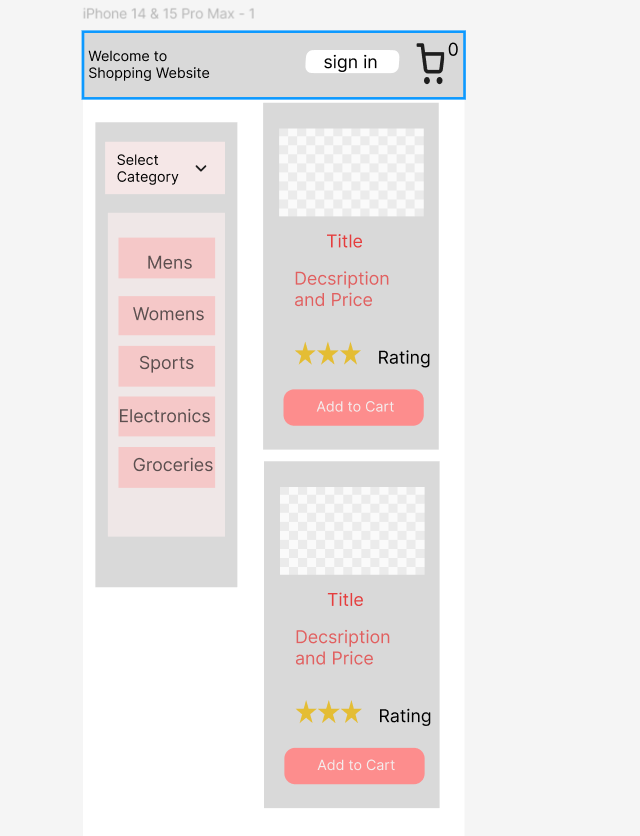 iPhone 14 & 15 Pro Max - 1
Welcome to
Shopping Website
sign in
0
Select
Category
Mens
Womens
Sports
Electronics
Groceries
Title
Decsription
and Price
Rating
Add to Cart
Title
Decsription
and Price
Rating
Add to Cart